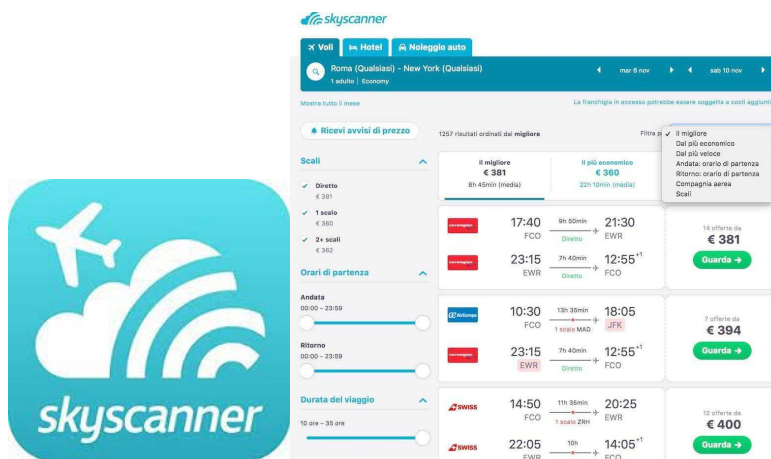 skyscanner
skyscanner
Voli
Hotel
Noleggio auto
Roma (Qualsiasi) - New York (Qualsiasi)
1 adulto | Economy
mar 6 nov
sab 10 nov
Mostra tutto il mese
La franchigia in eccesso potrebbe essere soggetta a costi aggiunti
Ricevi avvisi di prezzo
1257 risultati ordinati dal migliore
Filtra p
✓ Il migliore
Dal più economico
Dal più veloce
Andata: orario di partenza
Ritorno: orario di partenza
Compagnia aerea
Scali
Scali
✓ Diretto
€ 381
✓ 1 scalo
€ 360
✓ 2+ scali
€ 362
Orari di partenza
Andata
00:00 – 23:59
Ritorno
00:00 – 23:59
Durata del viaggio
10 ore – 35 ore
Il migliore
€ 381
8h 45min (media)
Il più economico
€ 360
22h 10min (media)
norwegian
17:40
9h 50min
21:30
FCO
Diretto
EWR
norwegian
23:15
7h 40min
12:55+1
EWR
Diretto
FCO
14 offerte da
€ 381
Guarda →
AirEuropa
10:30
13h 35min
18:05
FCO
1 scalo MAD
JFK
norwegian
23:15
7h 40min
12:55+1
EWR
Diretto
FCO
7 offerte da
€ 394
Guarda →
SWISS
14:50
11h 35min
20:25
FCO
1 scalo ZRH
EWR
SWISS
22:05
10h
14:05+1
EWR
FCO
12 offerte da
€ 400
Guarda →